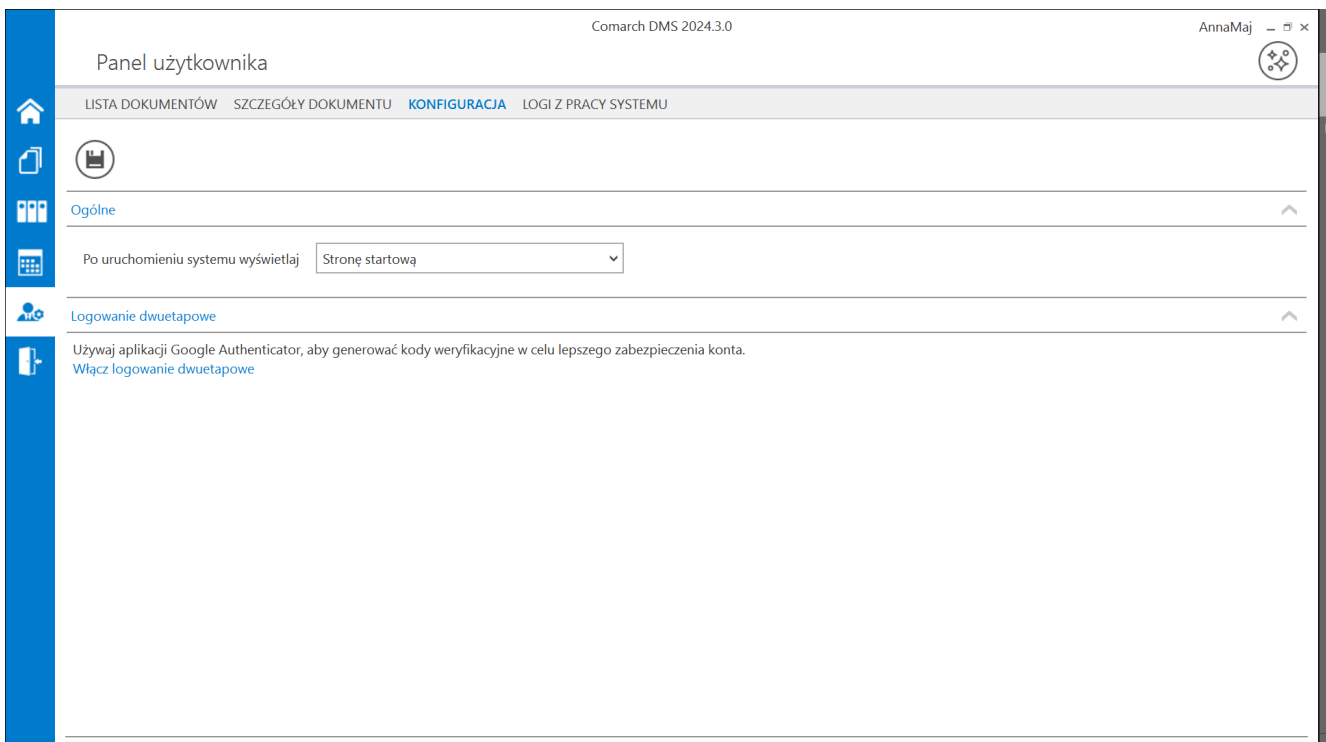 Comarch DMS 2024.3.0
AnnaMaj
Panel użytkownika
LISTA DOKUMENTÓW SZCZEGÓŁY DOKUMENTU KONFIGURACJA LOGI Z PRACY SYSTEMU
Ogólne
Po uruchomieniu systemu wyświetlaj Stronę startową
Logowanie dwuetapowe
Używaj aplikacji Google Authenticator, aby generować kody weryfikacyjne w celu lepszego zabezpieczenia konta.
Włącz logowanie dwuetapowe